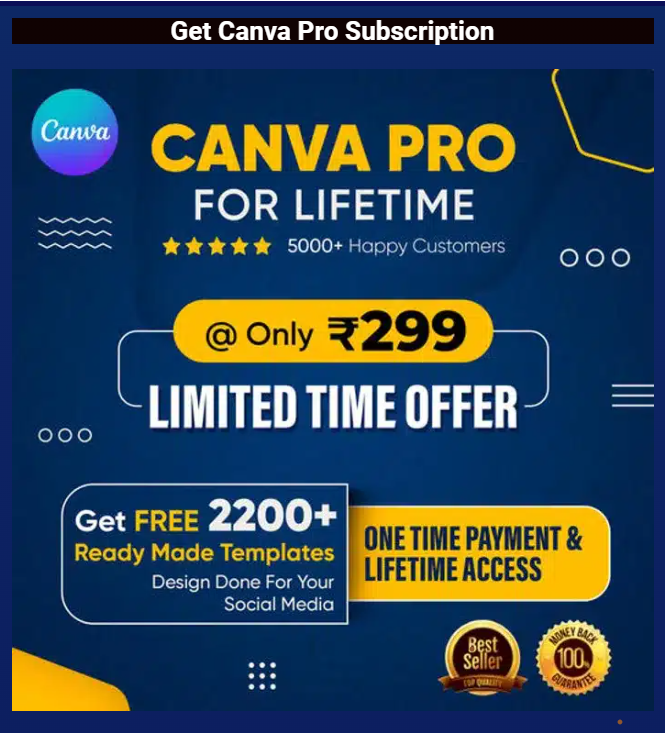 Get Canva Pro Subscription
Canva
CANVA PRO
FOR LIFETIME
5000+ Happy Customers
@ Only ₹299
LIMITED TIME OFFER
Get FREE 2200+
Ready Made Templates
Design Done For Your
Social Media
ONE TIME PAYMENT &
LIFETIME ACCESS
Best
Seller
TOP QUALITY
MONEY BACK
100%
GUARANTEE